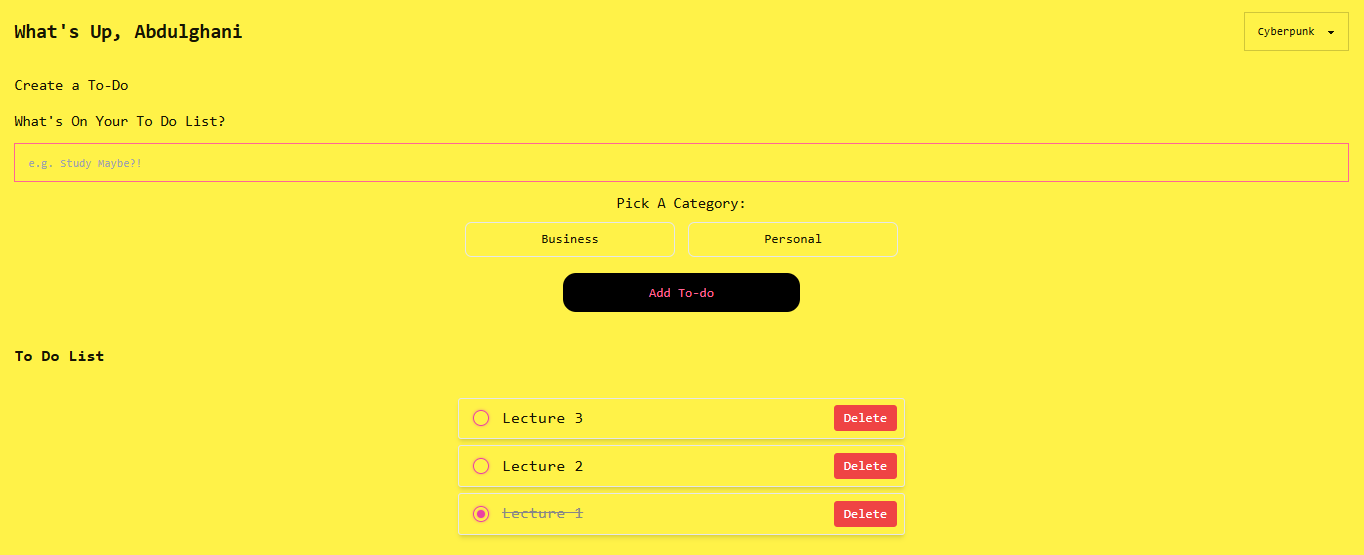 What's Up, Abdulghani
Cyberpunk
Create a To-Do
What's On Your To Do List?
e.g. Study Maybe?!
Pick A Category:
Business
Personal
Add To-do
To Do List
Lecture 3
Delete
Lecture 2
Delete
Lecture 1
Delete